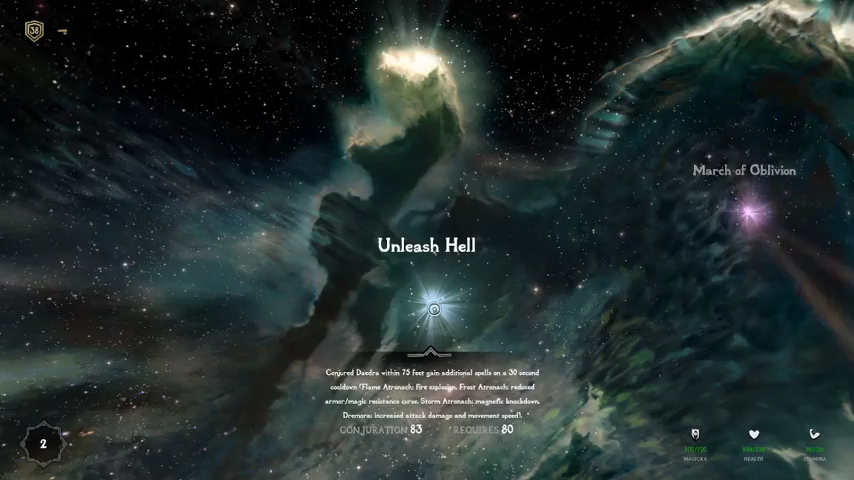 38
March of Oblivion
Unleash Hell
Conjured Daedra within 75 feet gain additional spells on a 30 second
cooldown (Flame Atronach: fire explosion. Frost Atronach: reduced
armor/magic resistance curse. Storm Atronach: magnetic knockdown.
Dremora: increased attack damage and movement speed).
CONJURATION 83 REQUIRES 80
2
MAGICKA HEALTH STAMINA